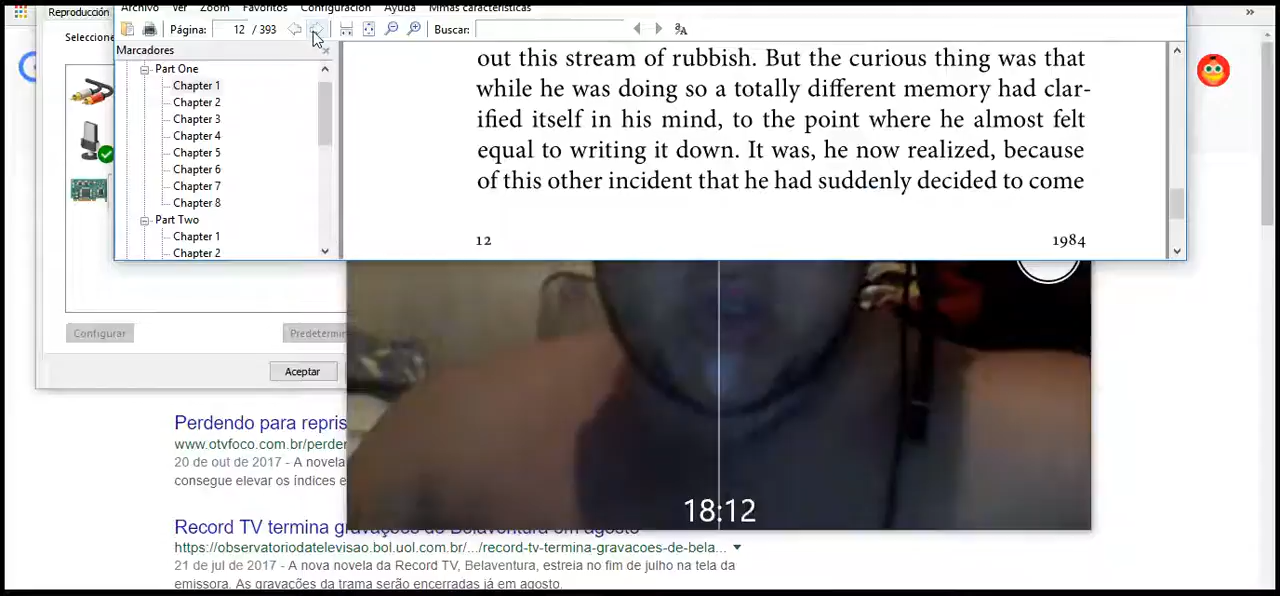 Archivo Ver Zoom Favoritos Configuración Ayuda Mimas características
Reproducción
Página: 12 / 393 Buscar:
Seleccione
Marcadores
Part One
Chapter 1
Chapter 2
Chapter 3
Chapter 4
Chapter 5
Chapter 6
Chapter 7
Chapter 8
Part Two
Chapter 1
Chapter 2
out this stream of rubbish. But the curious thing was that
while he was doing so a totally different memory had clar-
ified itself in his mind, to the point where he almost felt
equal to writing it down. It was, he now realized, because
of this other incident that he had suddenly decided to come
12 1984
Configurar Predetermin
Aceptar
18:12
Perdendo para repris
www.otvfoco.com.br/perder
20 de out de 2017 - A novela
consegue elevar os índices e
Record TV termina gravações de Belaventura em agosto
https://observatoriodatelevisao.bol.uol.com.br/.../record-tv-termina-gravacoes-de-bela...
21 de jul de 2017 - A nova novela da Record TV, Belaventura, estreia no fim de julho na tela da
emissora. As gravações da trama serão encerradas já em agosto.